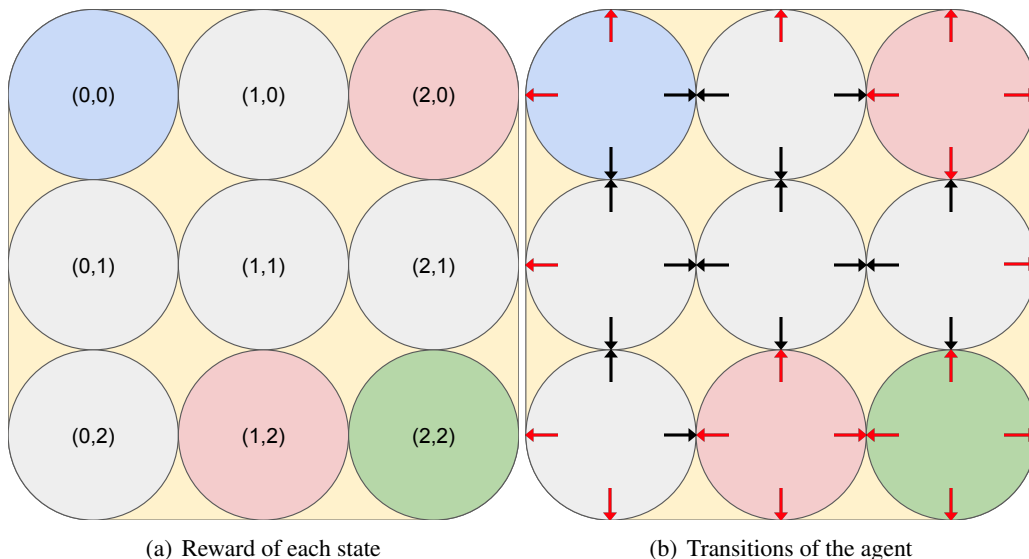 (0,0) (1,0) (2,0)
(0,1) (1,1) (2,1)
(0,2) (1,2) (2,2)
(a) Reward of each state
(b) Transitions of the agent